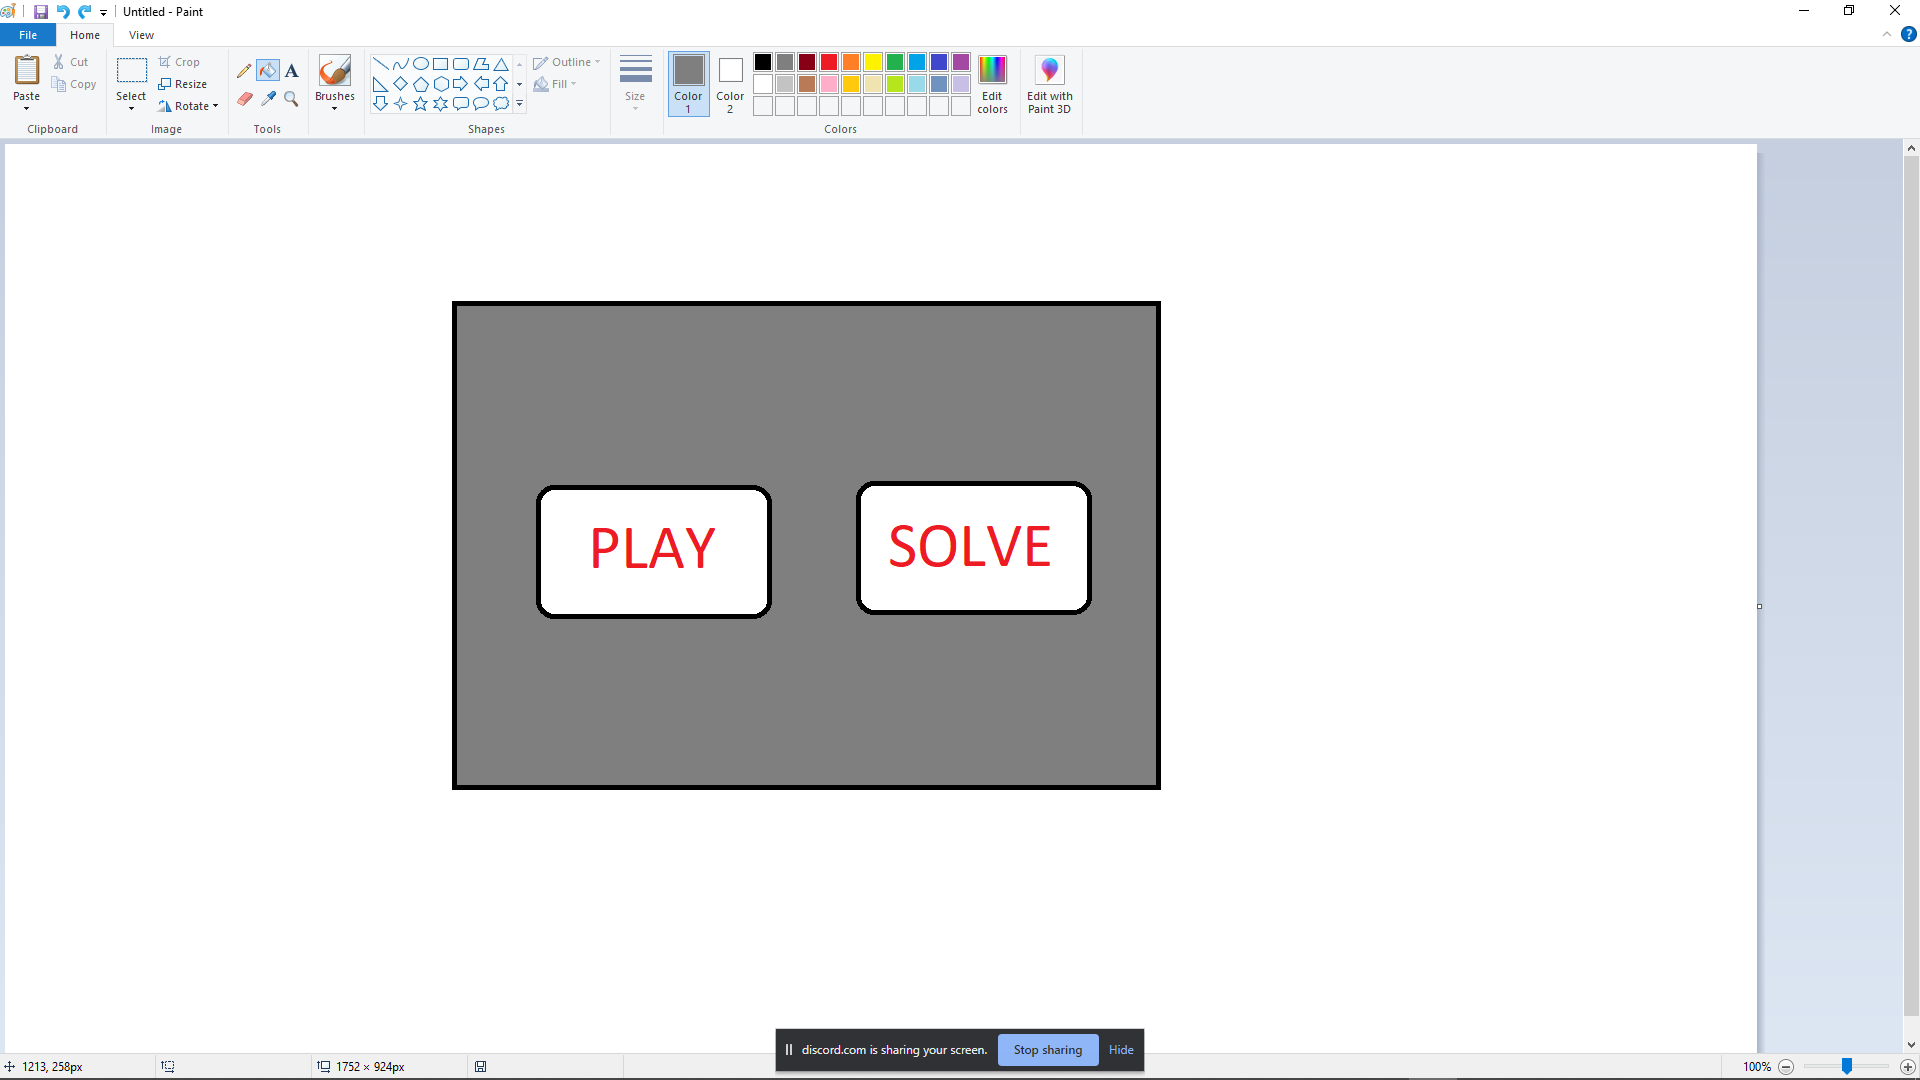 Untitled - Paint
File Home View
Paste
Cut
Copy
Clipboard
Select
Crop
Resize
Rotate
Image
A
Tools
Brushes
Shapes
Outline
Fill
Size
Color 1
Color 2
Edit colors
Colors
Edit with Paint 3D
?
PLAY
SOLVE
discord.com is sharing your screen. Stop sharing Hide
1213, 258px
1752 × 924px
100%